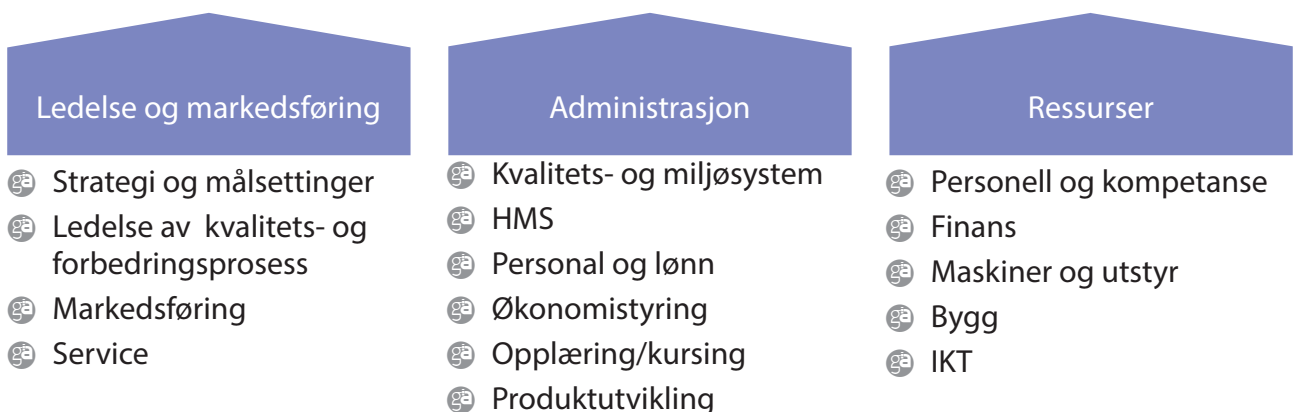 Ledelse og markedsføring
Strategi og målsettinger
Ledelse av kvalitets- og
forbedringsprosess
Markedsføring
Service
Administrasjon
Kvalitets- og miljøsystem
HMS
Personal og lønn
Økonomistyring
Opplæring/kursing
Produktutvikling
Ressurser
Personell og kompetanse
Finans
Maskiner og utstyr
Bygg
IKT